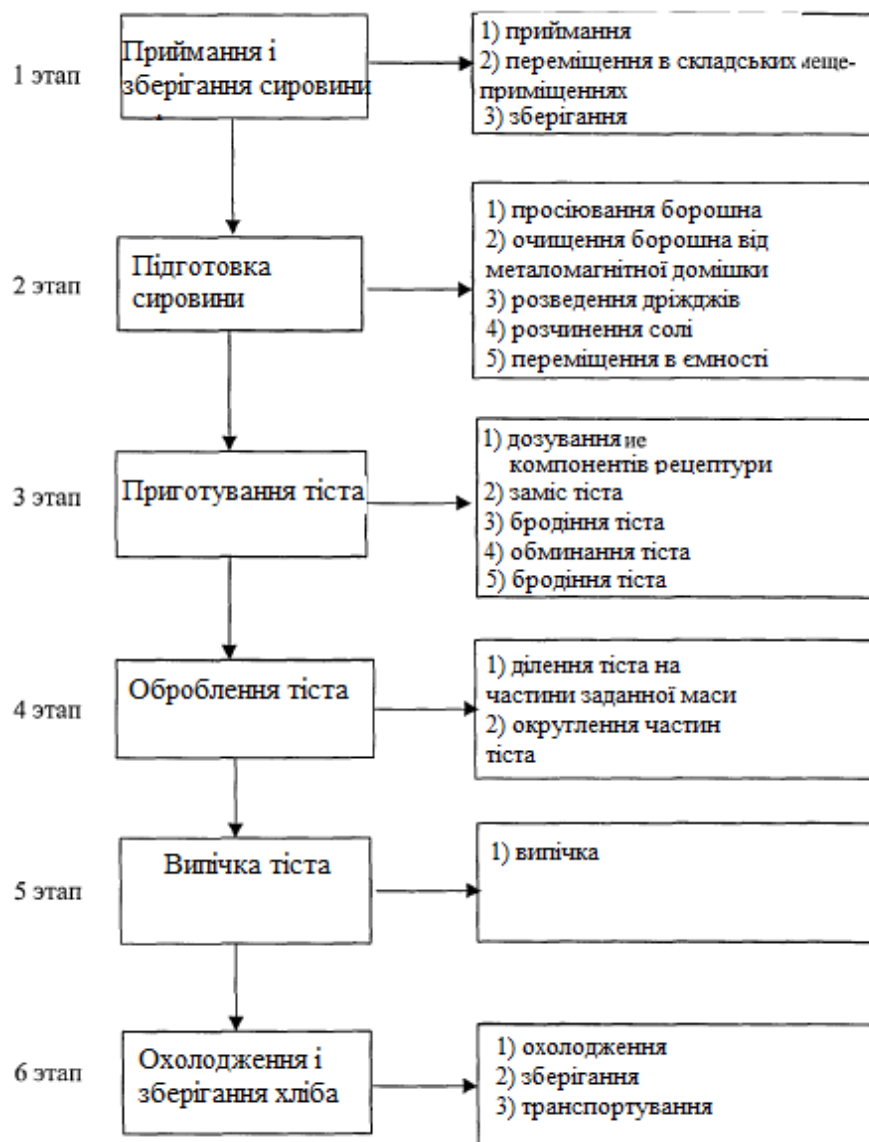 1 этап
Приймання і
зберігання сировини
1) приймання
2) переміщення в складських меще-
приміщеннях
3) зберігання
2 этап
Підготовка
сировини
1) просіювання борошна
2) очищення борошна від
металомагнітної домішки
3) розведення дріжджів
4) розчинення солі
5) переміщення в ємності
3 этап
Приготування тіста
1) дозування ие
компонентів рецептури
2) заміс тіста
3) бродіння тіста
4) обминання тіста
5) бродіння тіста
4 этап
Оброблення тіста
1) ділення тіста на
частини заданної маси
2) округлення частин
тіста
5 этап
Випічка тіста
1) випічка
6 этап
Охолодження і
зберігання хліба
1) охолодження
2) зберігання
3) транспортування